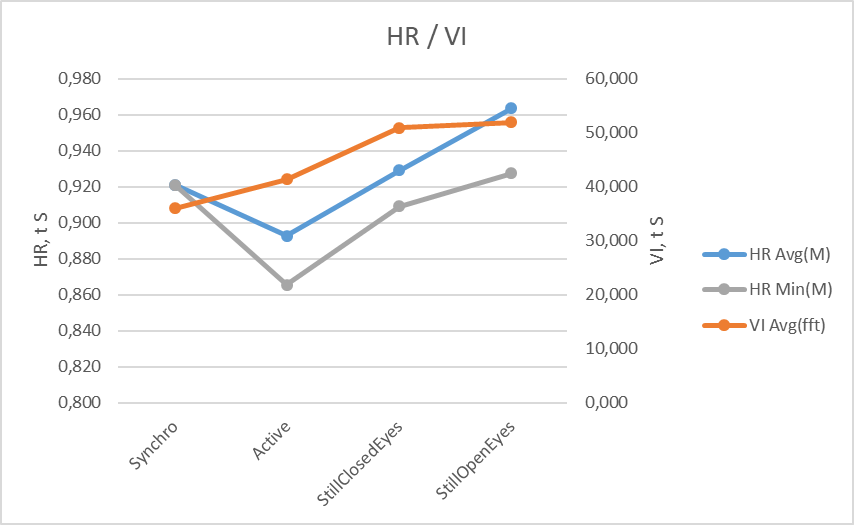 HR / VI
0,980
0,960
0,940
0,920
0,900
0,880
0,860
0,840
0,820
0,800
HR, t S
60,000
50,000
40,000
30,000
20,000
10,000
0,000
VI, t S
Synchro
Active
StillClosedEyes
StillOpenEyes
HR Avg(M)
HR Min(M)
VI Avg(fft)